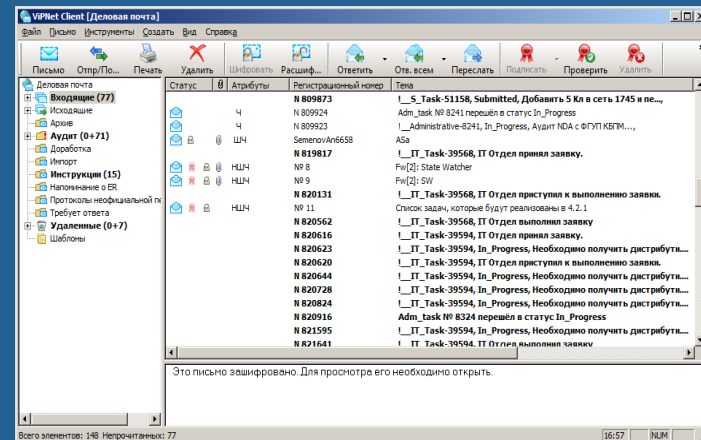 ViPNet Client [Деловая почта]
Файл Письмо Инструменты Создать Вид Справка
Письмо Отпр/По... Печать Удалить Шифровать Расшиф... Ответить Отв. всем Переслать Подписать Проверить Удалить
Деловая почта
Входящие (77)
Исходящие
Архив
Аудит (0+71)
Доработка
Импорт
Инструкции (15)
Напоминание о ER
Протоколы неофициальной пе
Требует ответа
Удаленные (0+7)
Шаблоны
Статус Атрибуты Регистрационный номер Тема
N 809873 !__S_Task-51158, Submitted, Добавить 5 Кл в сеть 1745 и пе...,
Ч N 809924 Adm_task № 8241 перешёл в статус In_Progress
Ч N 809923 !__Administrative-8241, In_Progress, Аудит NDA с ФГУП КБПМ...,
ШЧ SemenovAn6658 ASa
N 819817 !__IT_Task-39568, IT Отдел принял заявку.
НШЧ № 8 Fw[2]: State Watcher
НШЧ № 9 Fw[2]: SW
N 820131 !__IT_Task-39568, IT Отдел приступил к выполнению заявки.
НШЧ № 11 Список задач, которые будут реализованы в 4.2.1
N 820562 !__IT_Task-39568, IT Отдел выполнил заявку
N 820616 !__IT_Task-39594, IT Отдел принял заявку.
N 820623 !__IT_Task-39594, In_Progress, Необходимо получить дистрибути....
N 820620 !__IT_Task-39594, IT Отдел приступил к выполнению заявки.
N 820644 !__IT_Task-39594, In_Progress, Необходимо получить дистрибути....
N 820728 !__IT_Task-39594, In_Progress, Необходимо получить дистрибути....
N 820824 !__IT_Task-39594, In_Progress, Необходимо получить дистрибути....
N 820916 Adm_task № 8324 перешёл в статус In_Progress
N 821595 !__IT_Task-39594, In_Progress, Необходимо получить дистрибути....
N 821641 !__IT_Task-39594, IT Отдел выполнил заявку
Это письмо зашифровано. Для просмотра его необходимо открыть.
Всего элементов: 148 Непрочитанных: 77
16:57 NUM